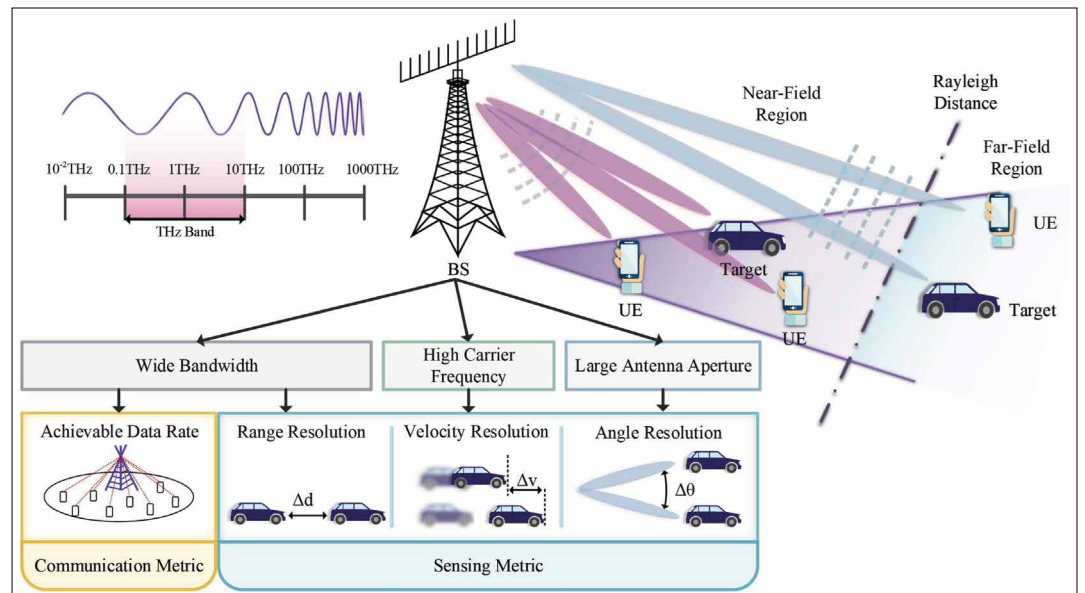 10⁻²THz
0.1THz
1THz
10THz
100THz
1000THz
THz Band
BS
Near-Field
Region
Rayleigh
Distance
Far-Field
Region
UE
Target
UE
Target
UE
Wide Bandwidth
High Carrier
Frequency
Large Antenna Aperture
Achievable Data Rate
Range Resolution
Velocity Resolution
Angle Resolution
Δd
Δv
Δθ
Communication Metric
Sensing Metric